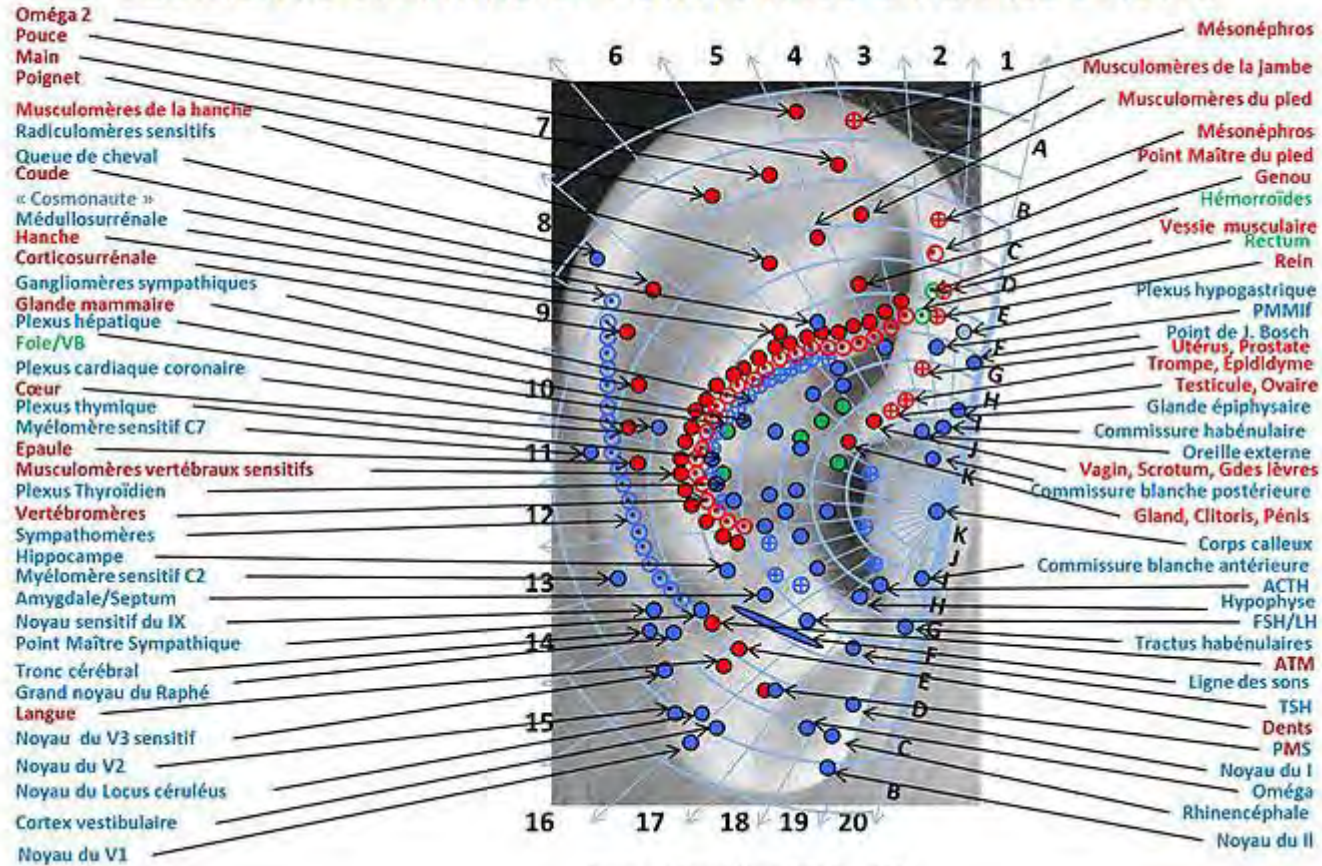 Oméga 2
Pouce
Main
Poignet
Musculomères de la hanche
Radiculomères sensitifs
Queue de cheval
Coude
« Cosmonaute »
Médullosurrénale
Hanche
Corticosurrénale
Gangliomères sympathiques
Glande mammaire
Plexus hépatique
Foie/VB
Plexus cardiaque coronaire
Cœur
Plexus thymique
Myélomère sensitif C7
Epaule
Musculomères vertébraux sensitifs
Plexus Thyroïdien
Vertébromères
Sympathomères
Hippocampe
Myélomère sensitif C2
Amygdale/Septum
Noyau sensitif du IX
Point Maître Sympathique
Tronc cérébral
Grand noyau du Raphé
Langue
Noyau du V3 sensitif
Noyau du V2
Noyau du Locus céruléus
Cortex vestibulaire
Noyau du V1
6 5 4 3 2 1
7
8
9
10
11
12
13
14
15
16 17 18 19 20
A
B
C
D
E
F
G
H
I
J
K
K
J
I
H
G
F
E
D
C
B
Mésonéphros
Musculomères de la Jambe
Musculomères du pied
Mésonéphros
Point Maître du pied
Genou
Hémorroïdes
Vessie musculaire
Rectum
Rein
Plexus hypogastrique
PMMIf
Point de J. Bosch
Utérus, Prostate
Trompe, Epididyme
Testicule, Ovaire
Glande épiphysaire
Commissure habénulaire
Oreille externe
Vagin, Scrotum, Gdes lèvres
Commissure blanche postérieure
Gland, Clitoris, Pénis
Corps calleux
Commissure blanche antérieure
ACTH
Hypophyse
FSH/LH
Tractus habénulaires
ATM
Ligne des sons
TSH
Dents
PMS
Noyau du I
Oméga
Rhinencéphale
Noyau du II